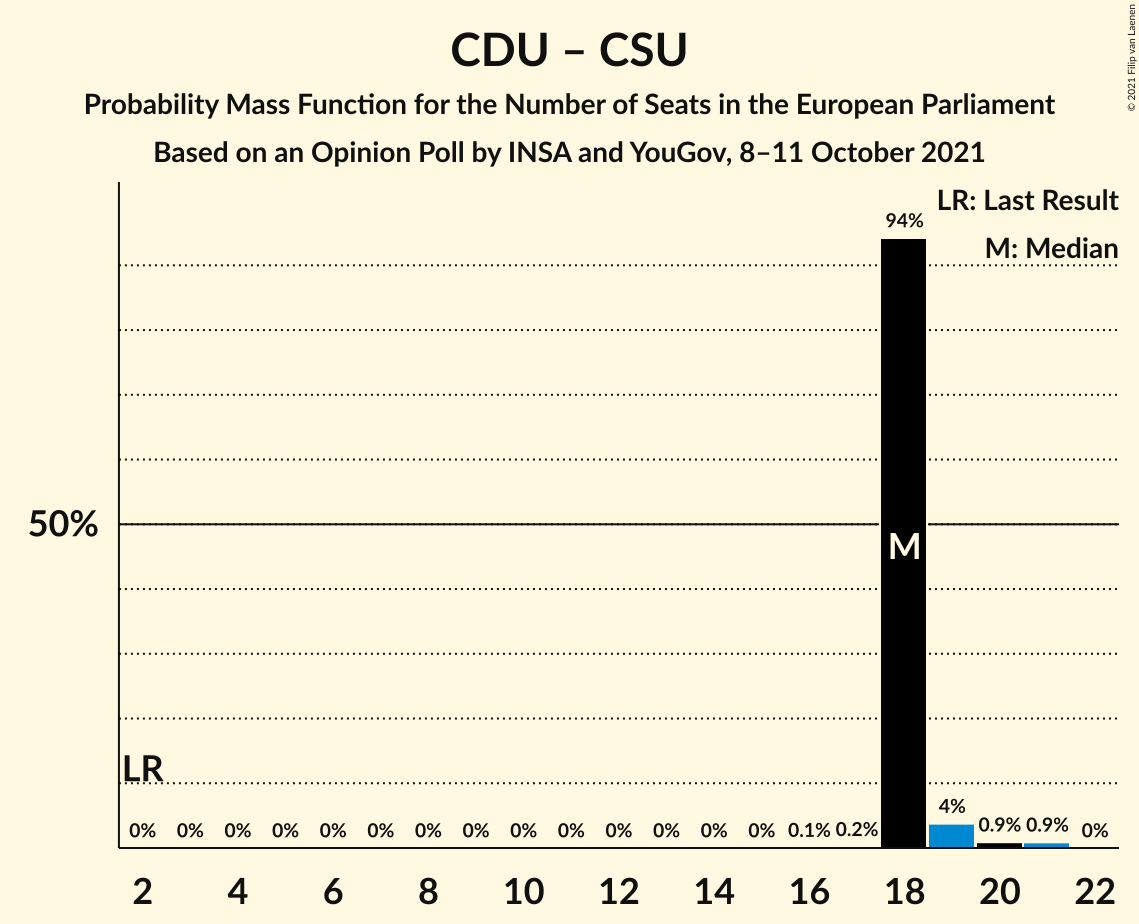 CDU – CSU
Probability Mass Function for the Number of Seats in the European Parliament
Based on an Opinion Poll by INSA and YouGov, 8–11 October 2021
© 2021 Filip van Laenen
LR: Last Result
M: Median
94%
50%
M
LR
4%
0% 0% 0% 0% 0% 0% 0% 0% 0% 0% 0% 0% 0% 0% 0.1% 0.2% 0.9% 0.9% 0%
2 4 6 8 10 12 14 16 18 20 22